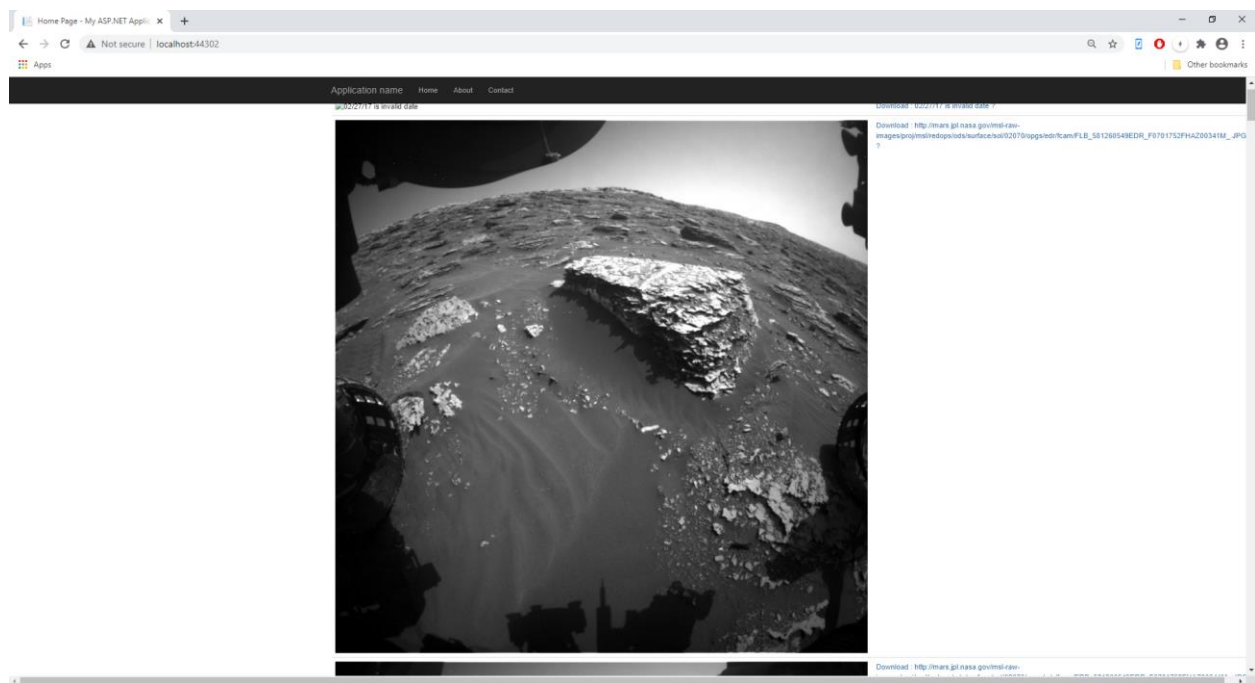 Home Page - My ASP.NET Applic
Not secure | localhost:44302
Apps
Other bookmarks
Application name Home About Contact
02/27/17 is invalid date
Download : 02/27/17 is invalid date ?
Download : http://mars.jpl.nasa.gov/msl-raw-
images/proj/msl/redops/ods/surface/sol/02070/opgs/edr/fcam/FLB_581260549EDR_F0701752FHAZ00341M_.JPG
?
Download : http://mars.jpl.nasa.gov/msl-raw-